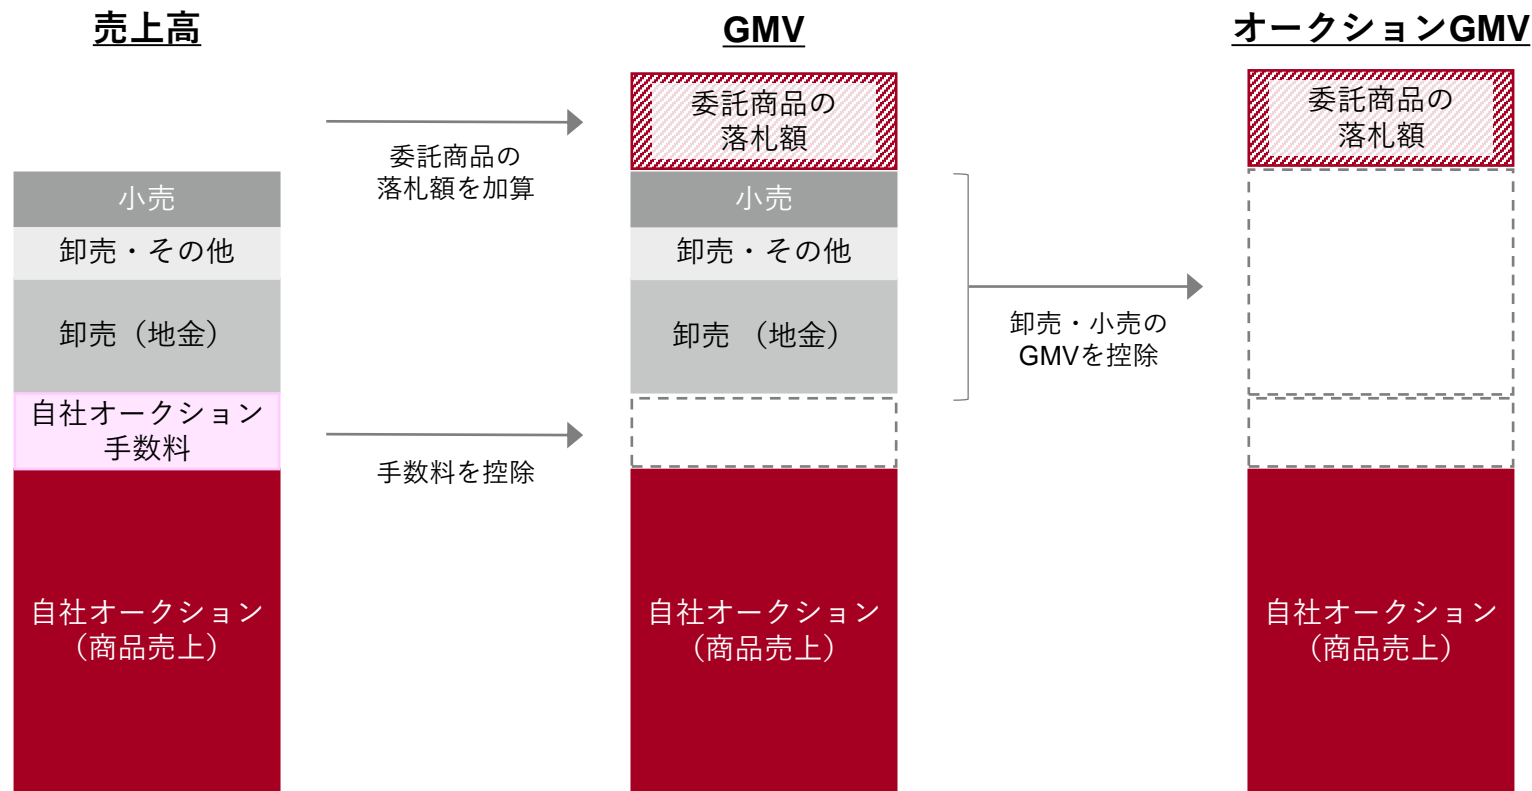 売上高
小売
卸売・その他
卸売（地金）
自社オークション
手数料
自社オークション
（商品売上）
委託商品の
落札額を加算
手数料を控除
GMV
委託商品の
落札額
小売
卸売・その他
卸売 （地金）
自社オークション
（商品売上）
卸売・小売の
GMVを控除
オークションGMV
委託商品の
落札額
自社オークション
（商品売上）